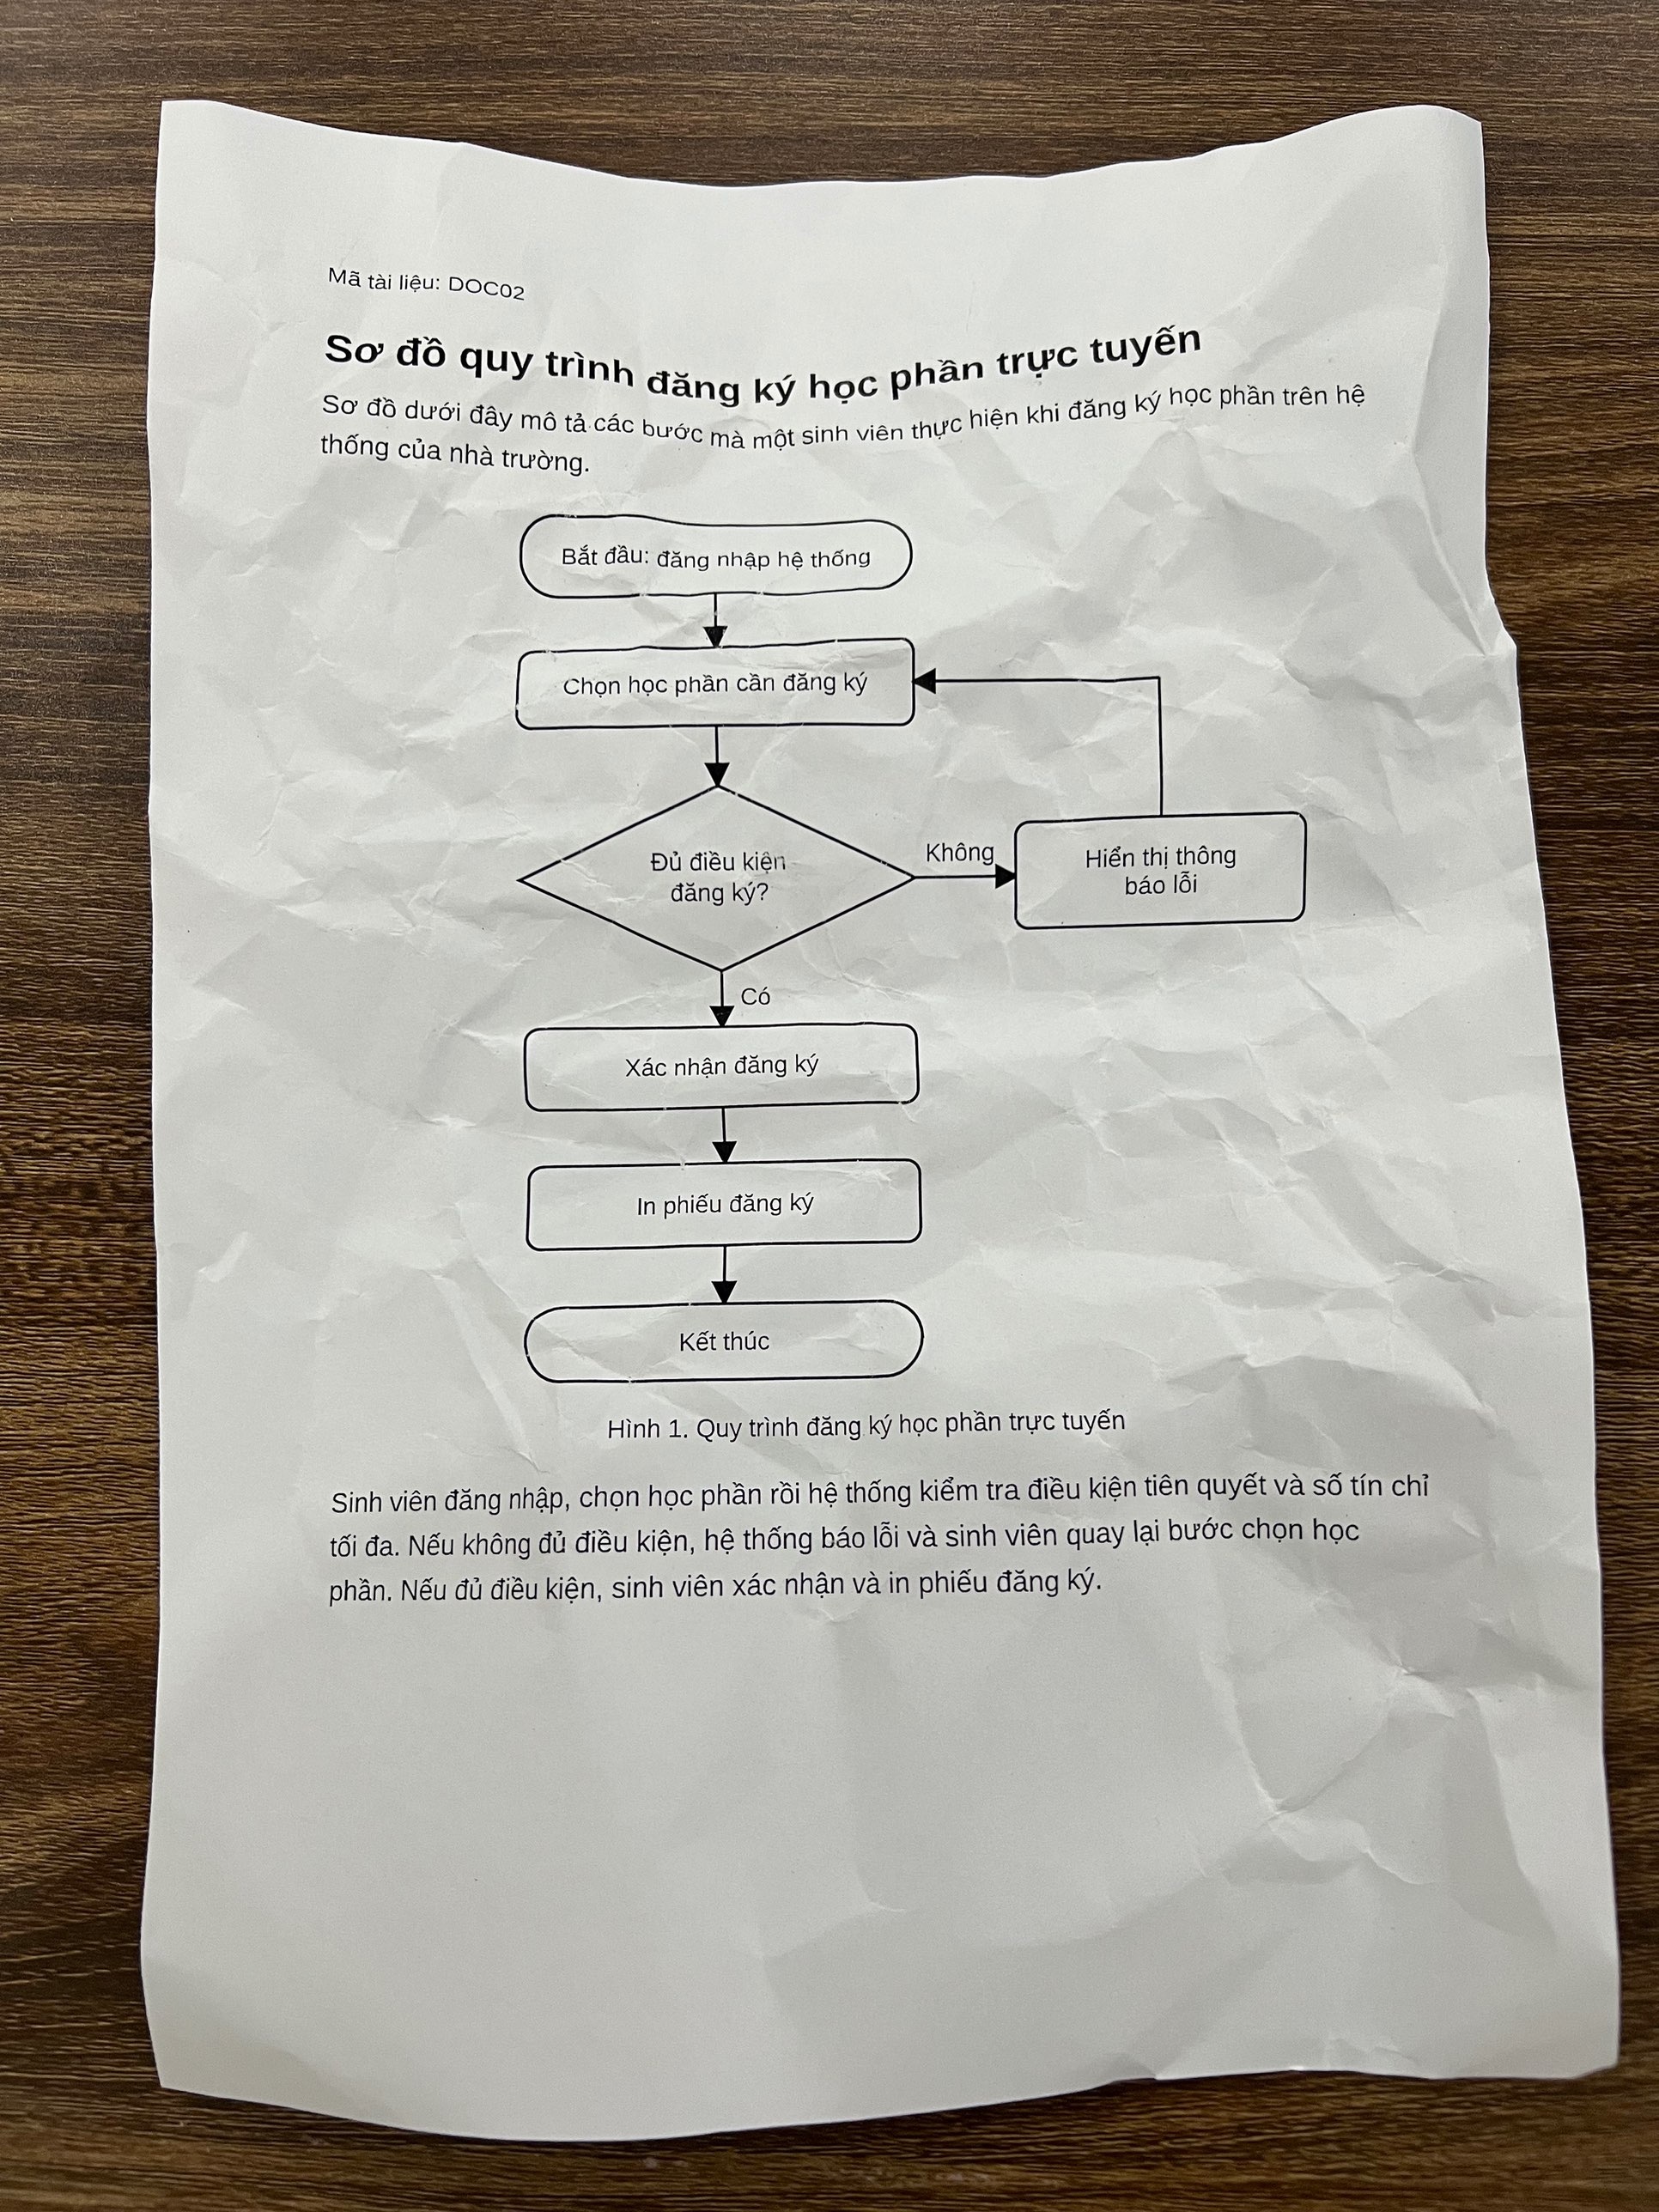 Mã tài liệu: DOC02
Sơ đồ quy trình đăng ký học phần trực tuyến
Sơ đồ dưới đây mô tả các bước mà một sinh viên thực hiện khi đăng ký học phần trên hệ
thống của nhà trường.
Bắt đầu: đăng nhập hệ thống
Chọn học phần cần đăng ký
Đủ điều kiện
đăng ký?
Không
Hiển thị thông
báo lỗi
Có
Xác nhận đăng ký
In phiếu đăng ký
Kết thúc
Hình 1. Quy trình đăng ký học phần trực tuyến
Sinh viên đăng nhập, chọn học phần rồi hệ thống kiểm tra điều kiện tiên quyết và số tín chỉ
tối đa. Nếu không đủ điều kiện, hệ thống báo lỗi và sinh viên quay lại bước chọn học
phần. Nếu đủ điều kiện, sinh viên xác nhận và in phiếu đăng ký.